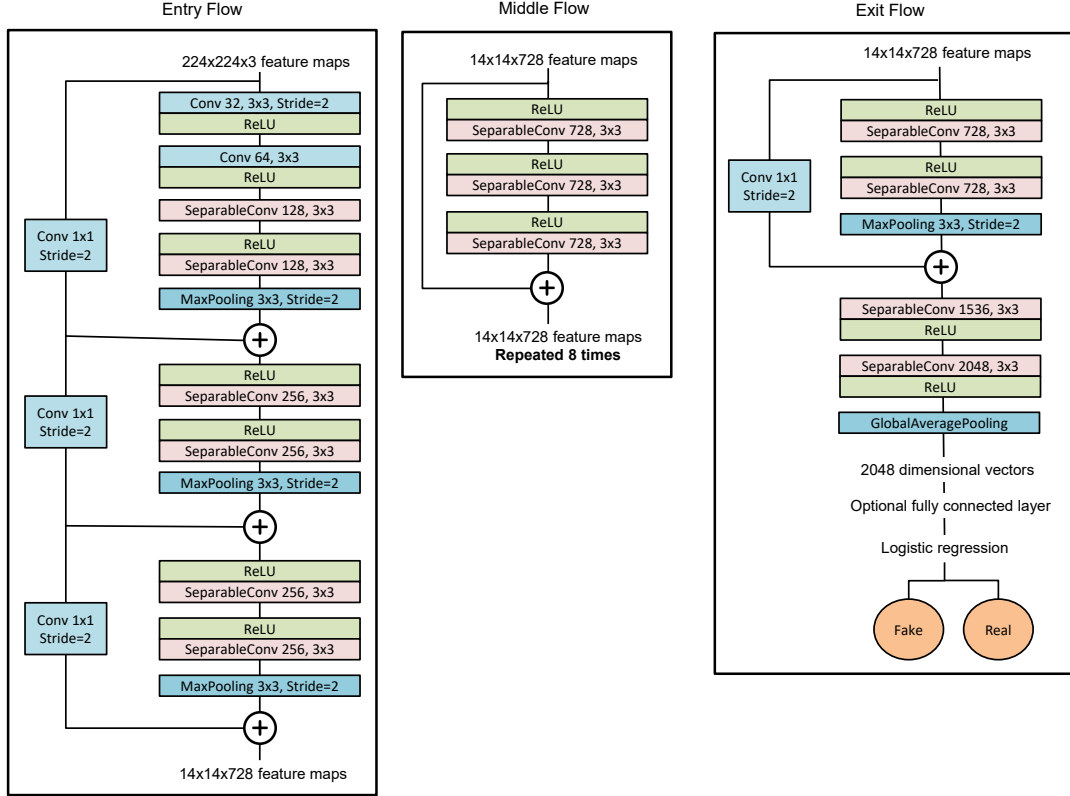 Entry Flow
224x224x3 feature maps
Conv 32, 3x3, Stride=2
ReLU
Conv 64, 3x3
ReLU
SeparableConv 128, 3x3
Conv 1x1
Stride=2
ReLU
SeparableConv 128, 3x3
MaxPooling 3x3, Stride=2
+
ReLU
SeparableConv 256, 3x3
Conv 1x1
Stride=2
ReLU
SeparableConv 256, 3x3
MaxPooling 3x3, Stride=2
+
ReLU
SeparableConv 256, 3x3
Conv 1x1
Stride=2
ReLU
SeparableConv 256, 3x3
MaxPooling 3x3, Stride=2
+
14x14x728 feature maps
Middle Flow
14x14x728 feature maps
ReLU
SeparableConv 728, 3x3
ReLU
SeparableConv 728, 3x3
ReLU
SeparableConv 728, 3x3
+
14x14x728 feature maps
Repeated 8 times
Exit Flow
14x14x728 feature maps
ReLU
SeparableConv 728, 3x3
Conv 1x1
Stride=2
ReLU
SeparableConv 728, 3x3
MaxPooling 3x3, Stride=2
+
SeparableConv 1536, 3x3
ReLU
SeparableConv 2048, 3x3
ReLU
GlobalAveragePooling
2048 dimensional vectors
Optional fully connected layer
Logistic regression
Fake
Real